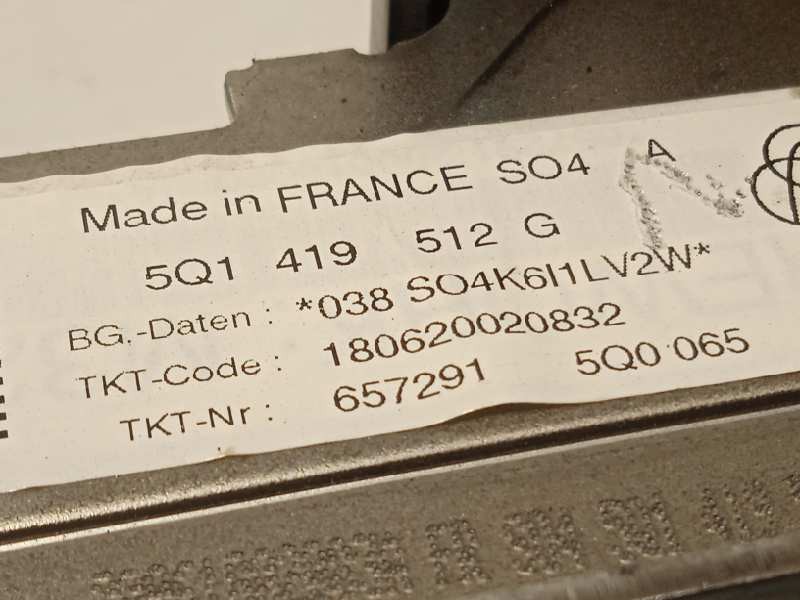 Made in FRANCE SO4 A
5Q1 419 512 G
BG.-Daten : *038 SO4K6I1LV2W*
TKT-Code : 180620020832
TKT-Nr : 657291 5Q0 065